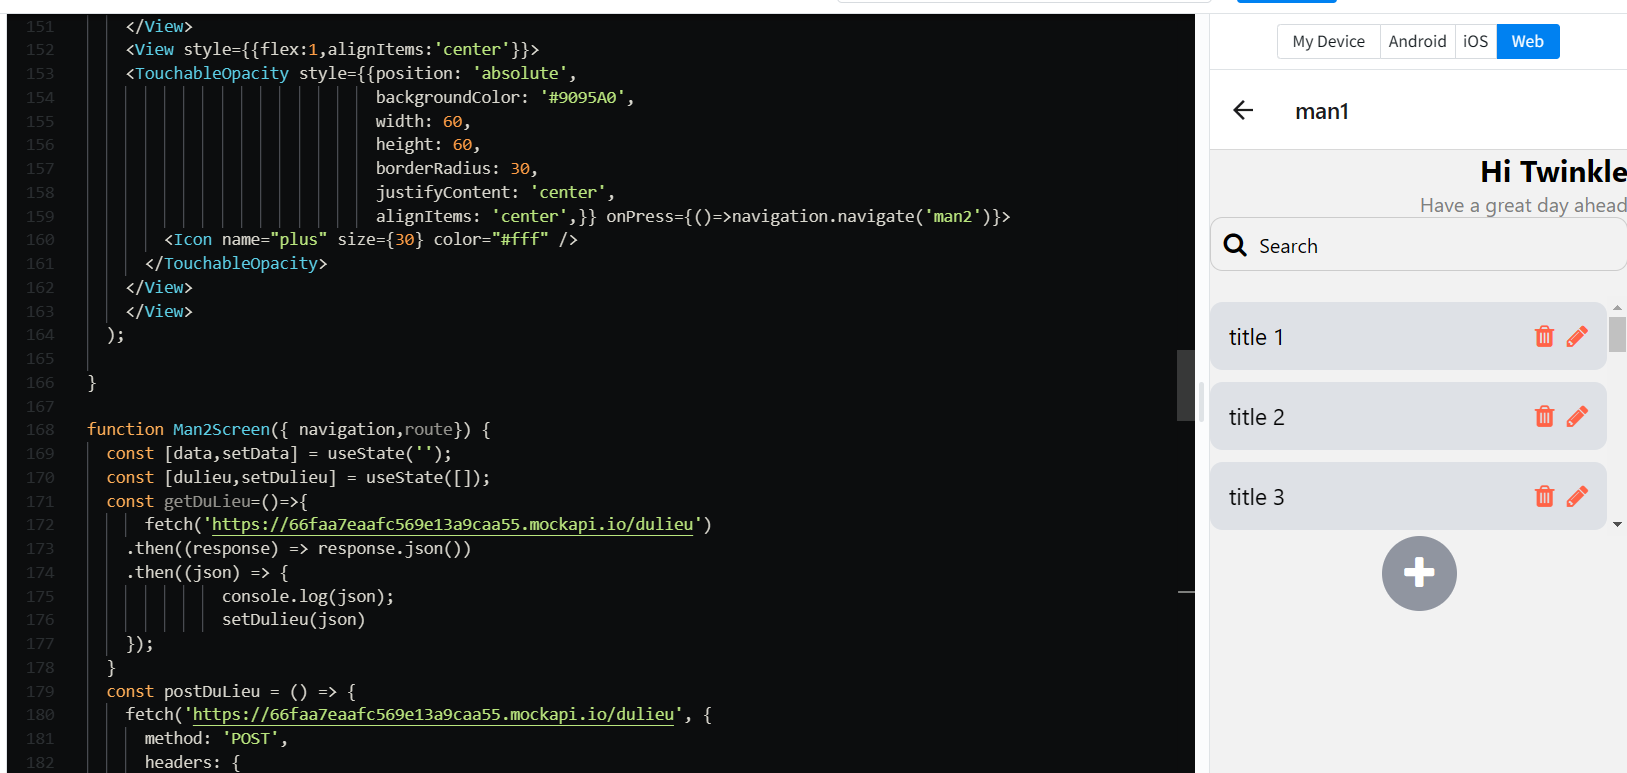 151 </View>
152 <View style={{flex:1,alignItems:'center'}}>
153 <TouchableOpacity style={{position: 'absolute',
154 backgroundColor: '#9095A0',
155 width: 60,
156 height: 60,
157 borderRadius: 30,
158 justifyContent: 'center',
159 alignItems: 'center',}} onPress={()=>navigation.navigate('man2')}>
160 <Icon name="plus" size={30} color="#fff" />
161 </TouchableOpacity>
162 </View>
163 </View>
164 );
165
166 }
167
168 function Man2Screen({ navigation,route}) {
169 const [data,setData] = useState('');
170 const [dulieu,setDulieu] = useState([]);
171 const getDuLieu=()=>{
172 fetch('https://66faa7eaafc569e13a9caa55.mockapi.io/dulieu')
173 .then((response) => response.json())
174 .then((json) => {
175 console.log(json);
176 setDulieu(json)
177 });
178 }
179 const postDuLieu = () => {
180 fetch('https://66faa7eaafc569e13a9caa55.mockapi.io/dulieu', {
181 method: 'POST',
182 headers: {
My Device Android iOS Web
man1
Hi Twinkle
Have a great day ahead
Search
title 1
title 2
title 3